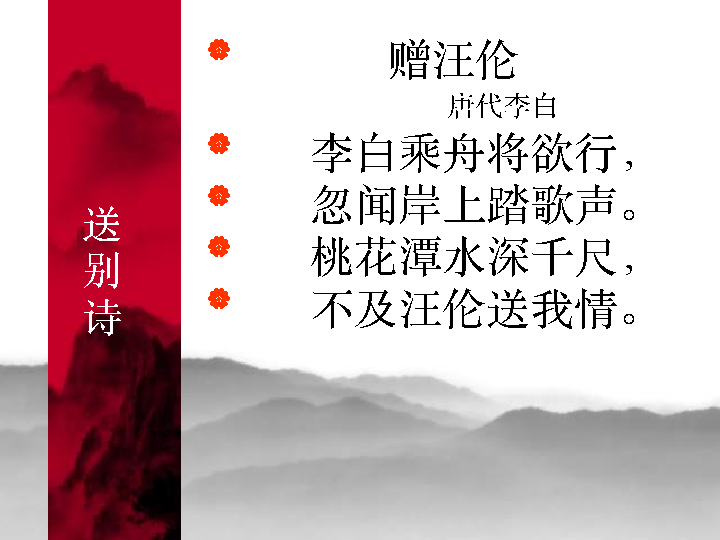 送别诗
赠汪伦
唐代李白
李白乘舟将欲行，
忽闻岸上踏歌声。
桃花潭水深千尺，
不及汪伦送我情。